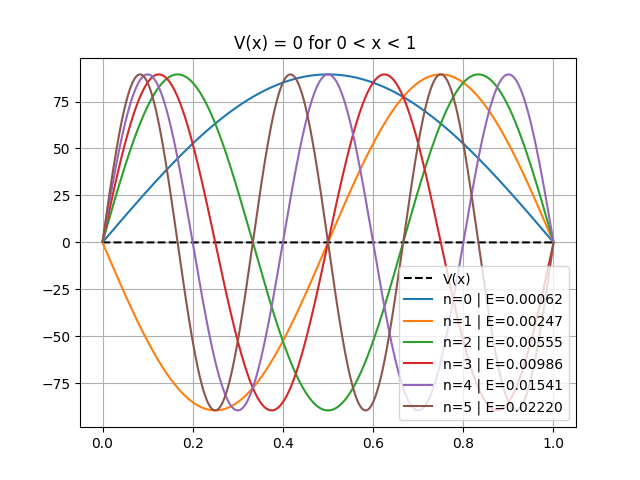 V(x) = 0 for 0 < x < 1
75
50
25
0
−25
−50
−75
0.0 0.2 0.4 0.6 0.8 1.0
V(x)
n=0 | E=0.00062
n=1 | E=0.00247
n=2 | E=0.00555
n=3 | E=0.00986
n=4 | E=0.01541
n=5 | E=0.02220